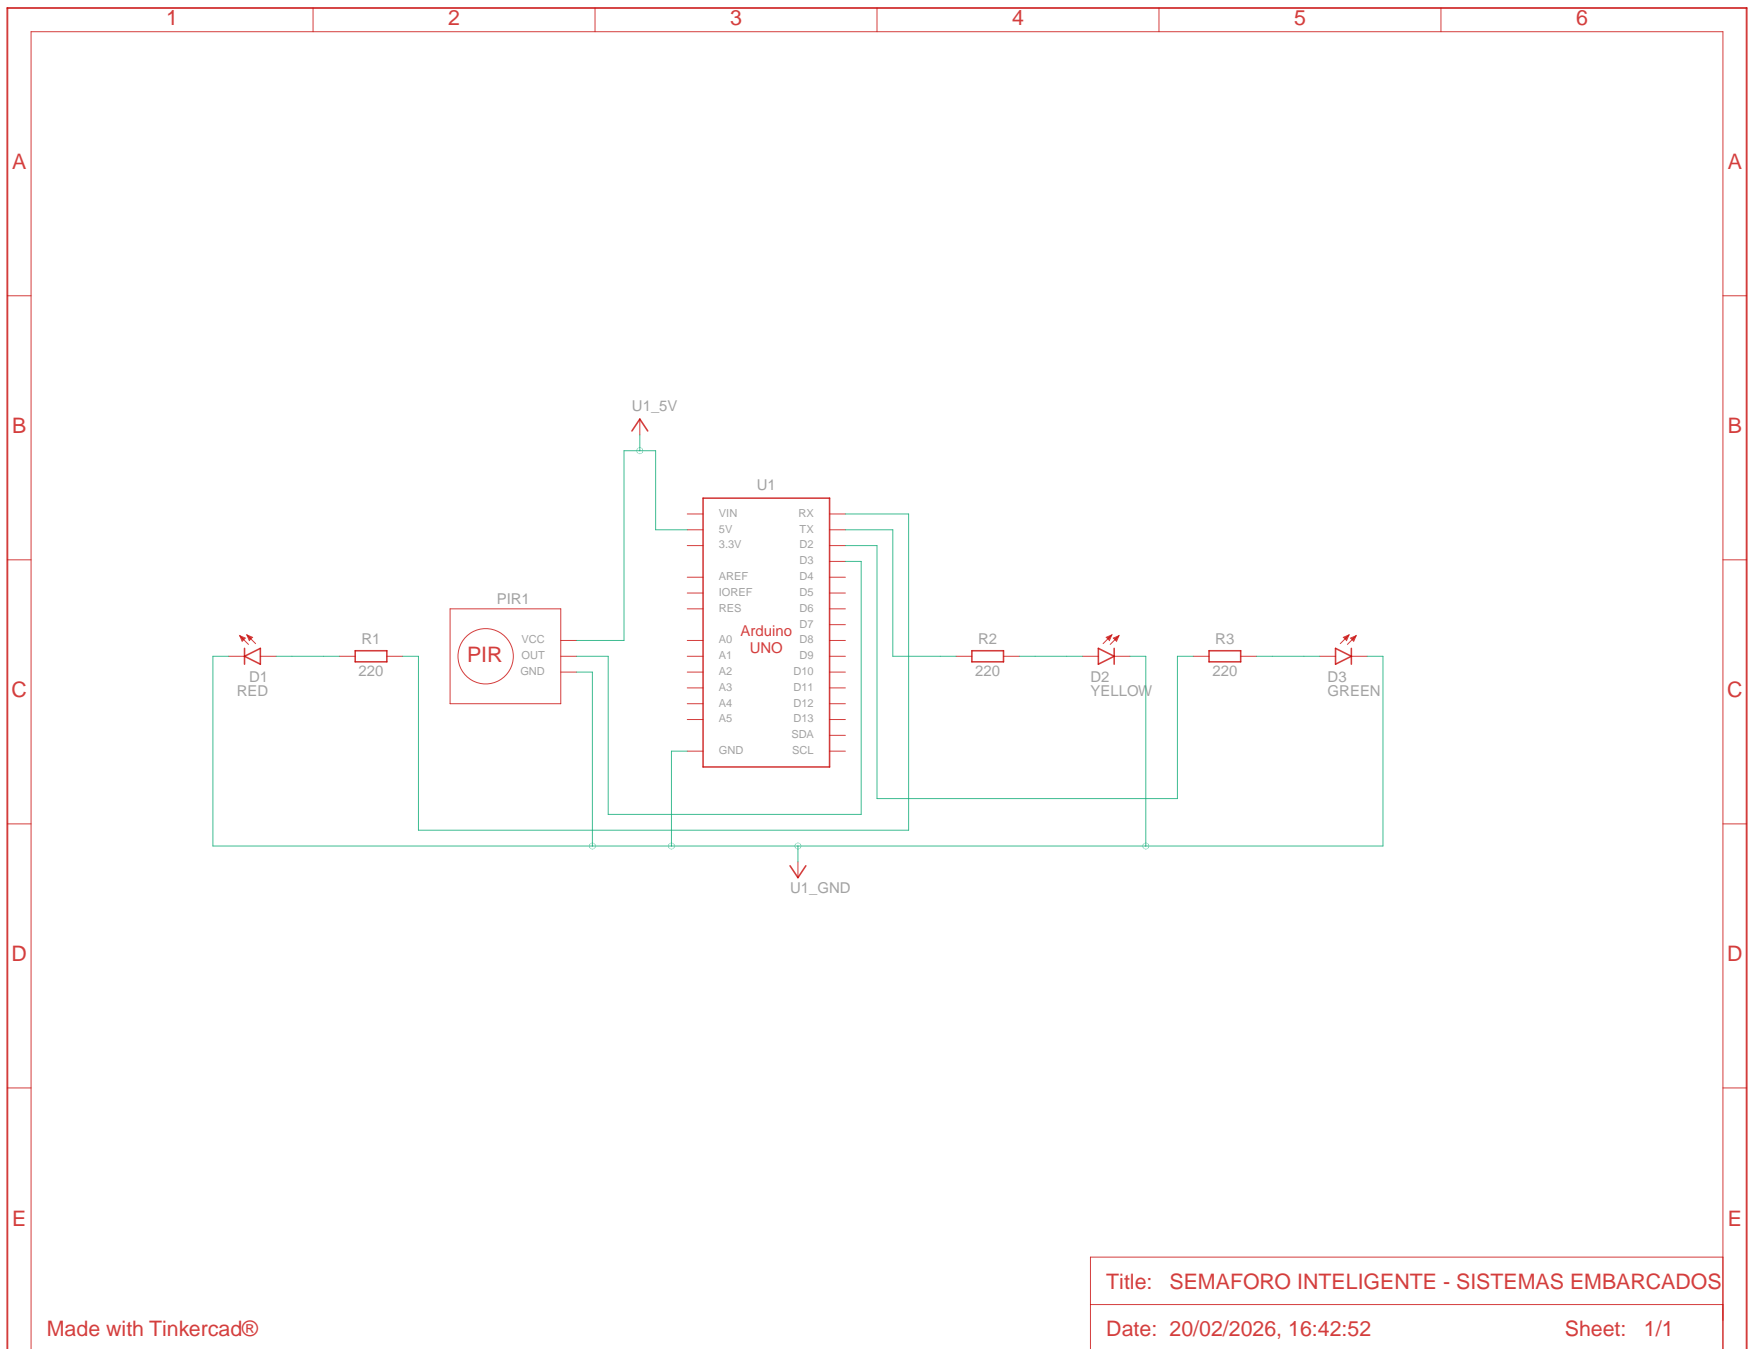 1 2 3 4 5 6
A A
B B
U1_5V
U1
VIN RX
5V TX
3.3V D2
D3
AREF D4
IOREF D5
RES D6
D7
A0 D8
A1 D9
A2 D10
A3 D11
A4 D12
A5 D13
SDA
GND SCL
Arduino
UNO
PIR1
PIR
VCC
OUT
GND
R1
220
D1
RED
R2
220
D2
YELLOW
R3
220
D3
GREEN
C C
U1_GND
D D
E E
Title: SEMAFORO INTELIGENTE - SISTEMAS EMBARCADOS
Made with Tinkercad®
Date: 20/02/2026, 16:42:52 Sheet: 1/1